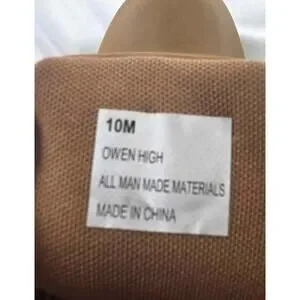 10M
OWEN HIGH
ALL MAN MADE MATERIALS
MADE IN CHINA